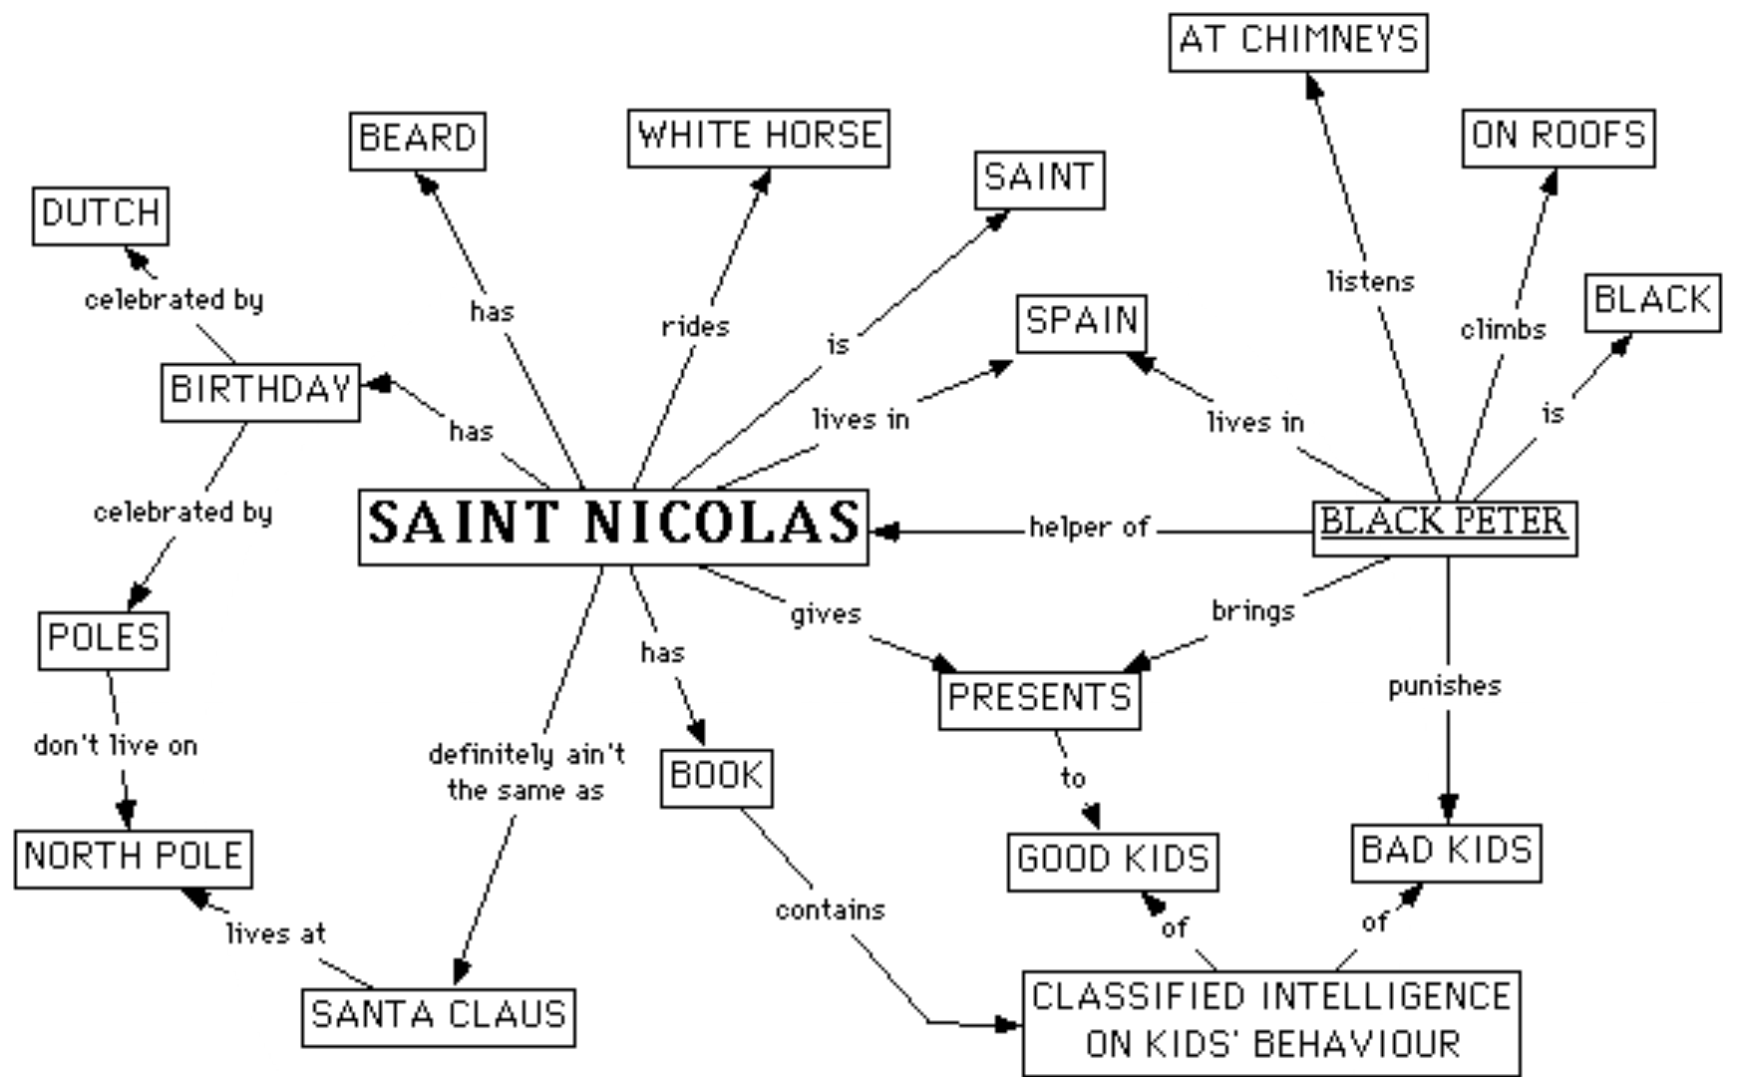 AT CHIMNEYS
BEARD
WHITE HORSE
ON ROOFS
SAINT
DUTCH
listens
BLACK
celebrated by
has
rides
is
SPAIN
climbs
BIRTHDAY
has
lives in
lives in
is
SAINT NICOLAS
helper of
BLACK PETER
celebrated by
gives
brings
POLES
has
PRESENTS
punishes
don't live on
definitely ain't
the same as
BOOK
to
NORTH POLE
GOOD KIDS
BAD KIDS
lives at
contains
of
of
SANTA CLAUS
CLASSIFIED INTELLIGENCE
ON KIDS' BEHAVIOUR